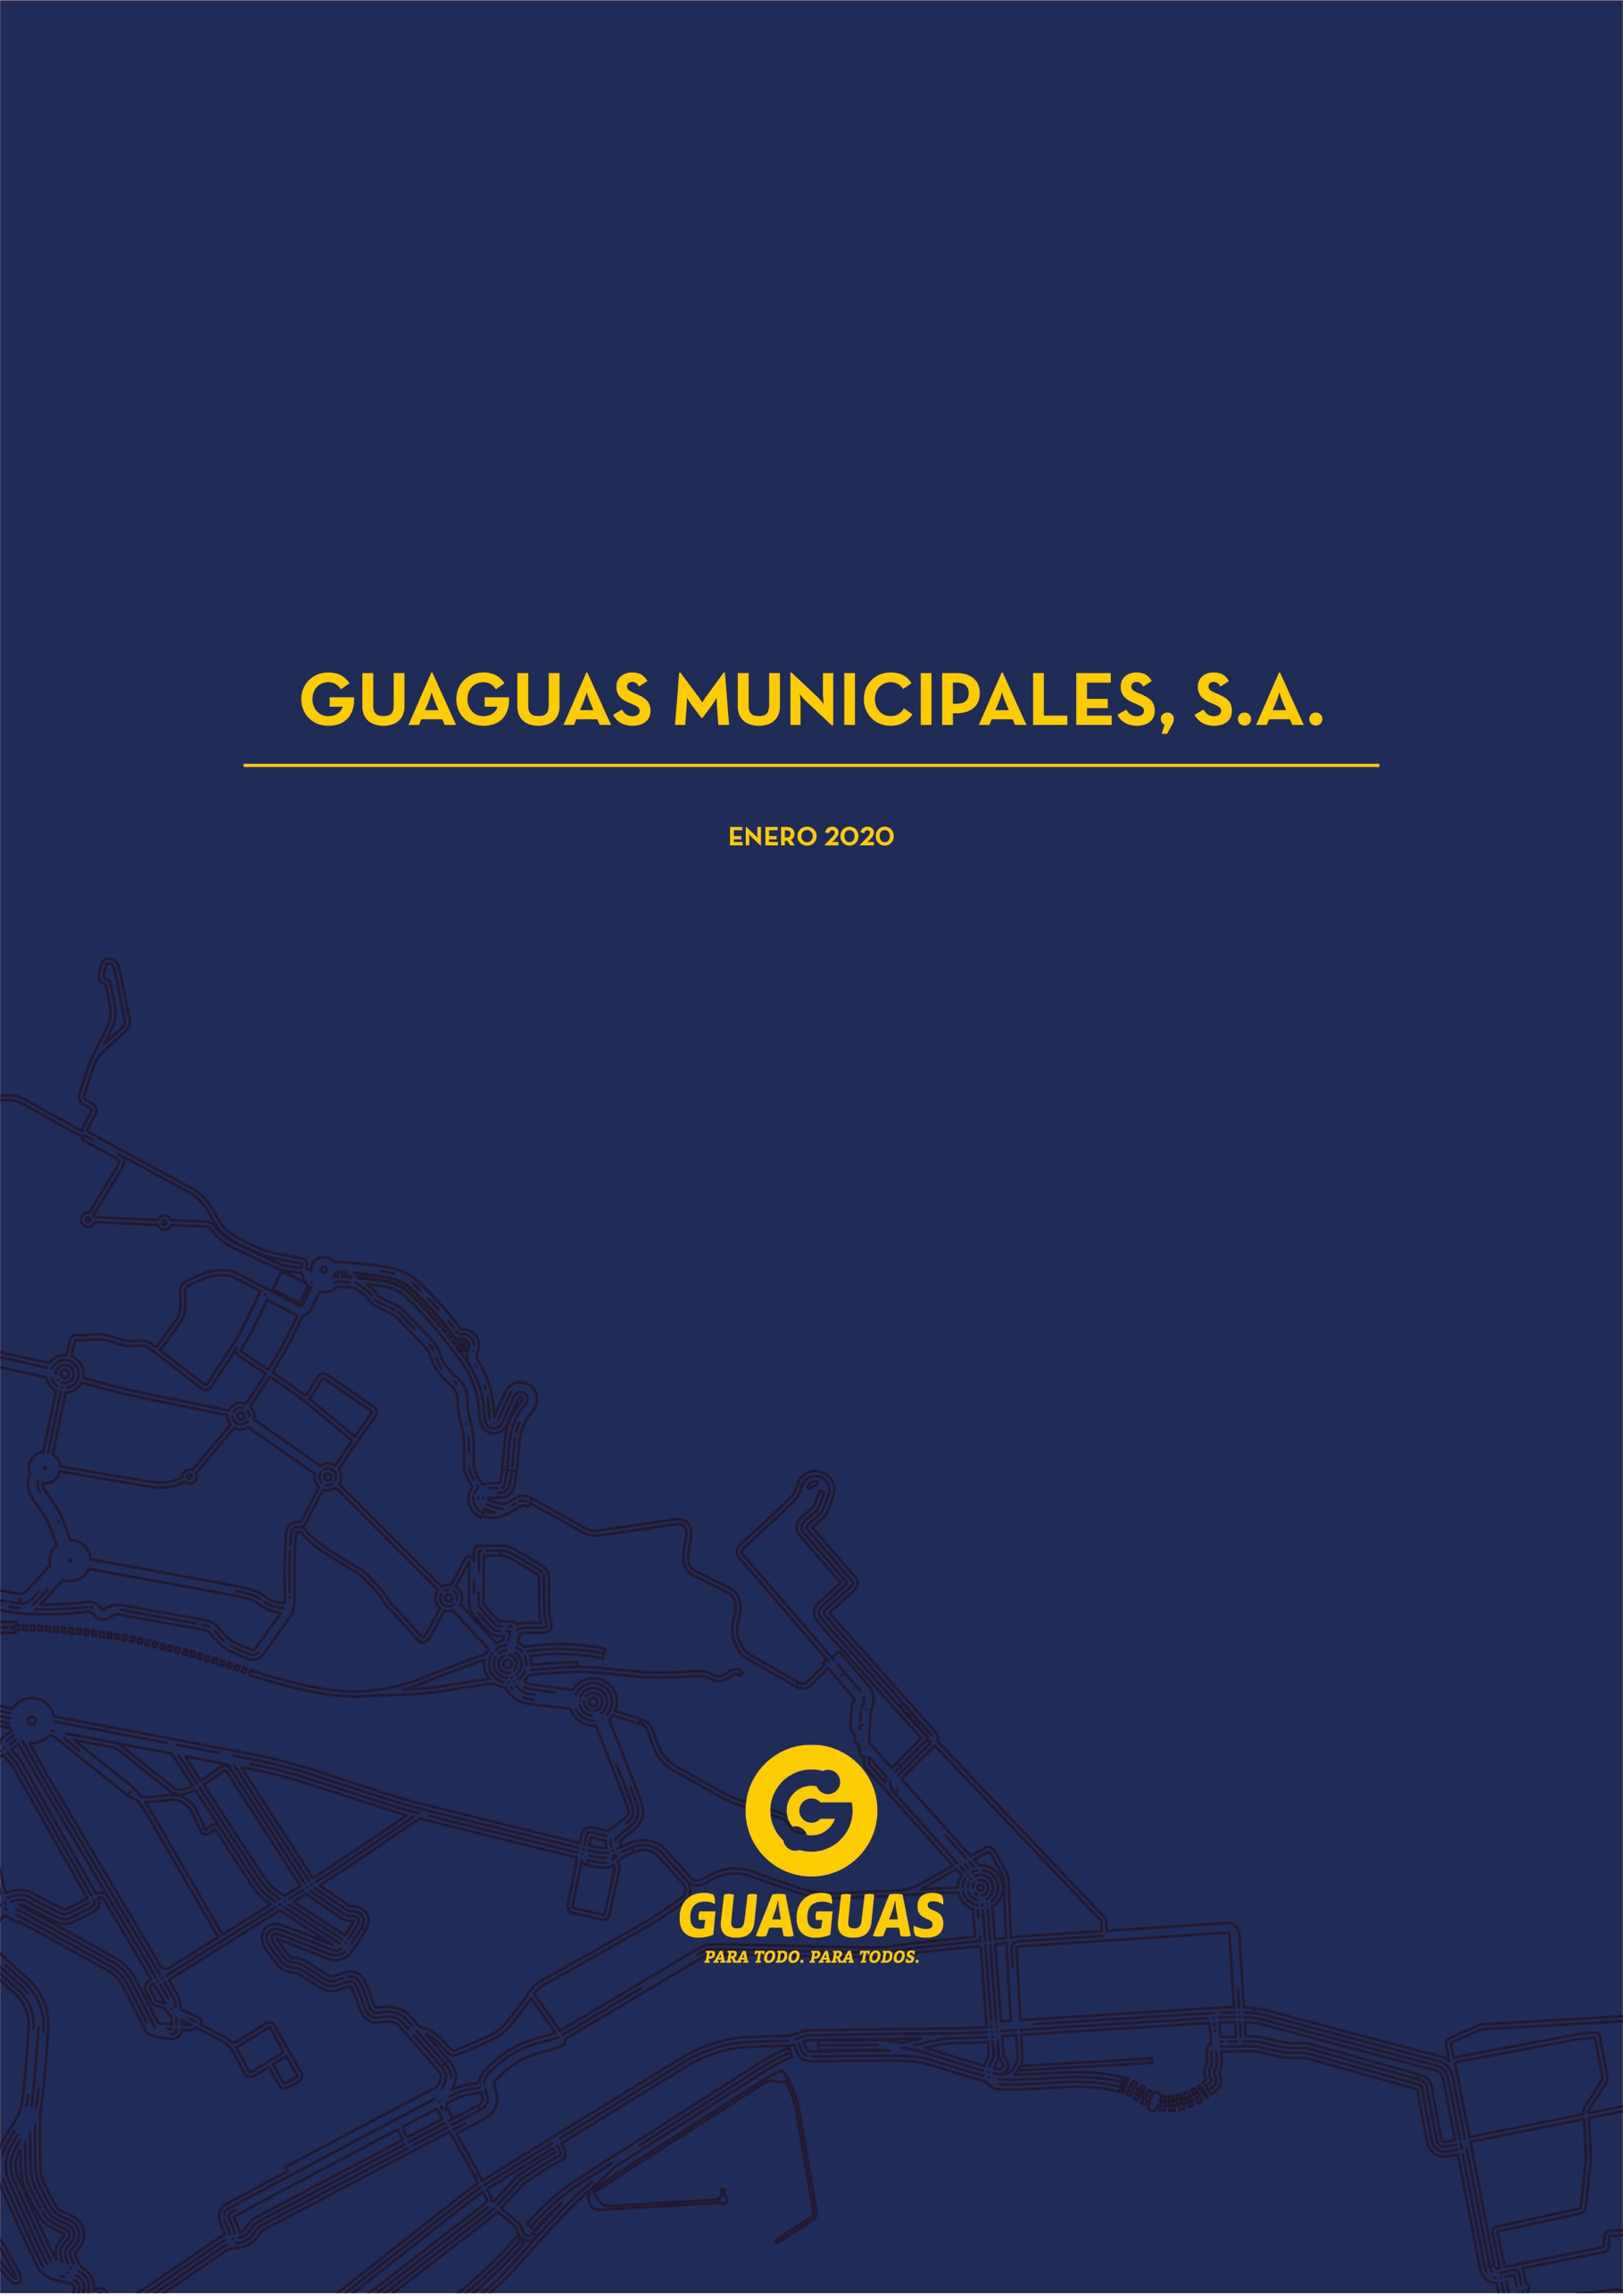 GUAGUAS MUNICIPALES, S.A.
ENERO 2020
GUAGUAS
PARA TODO. PARA TODOS.